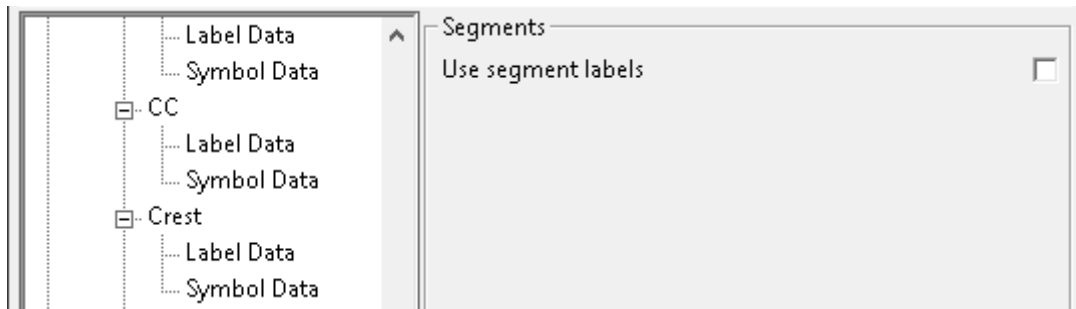 Label Data
Symbol Data
CC
Label Data
Symbol Data
Crest
Label Data
Symbol Data
Segments
Use segment labels